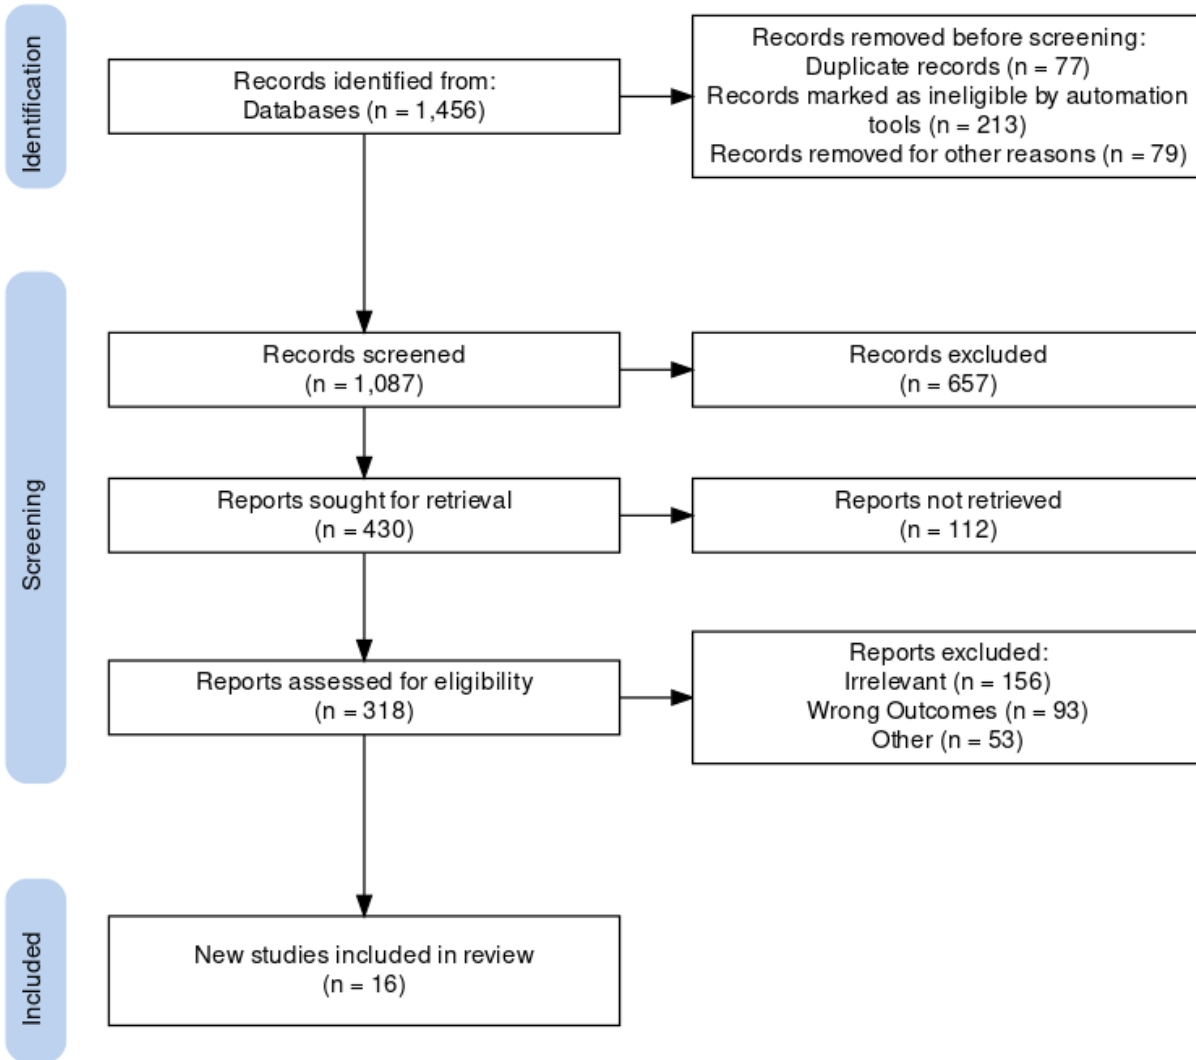 Identification
Records identified from:
Databases (n = 1,456)
Records removed before screening:
Duplicate records (n = 77)
Records marked as ineligible by automation
tools (n = 213)
Records removed for other reasons (n = 79)
Screening
Records screened
(n = 1,087)
Records excluded
(n = 657)
Reports sought for retrieval
(n = 430)
Reports not retrieved
(n = 112)
Reports assessed for eligibility
(n = 318)
Reports excluded:
Irrelevant (n = 156)
Wrong Outcomes (n = 93)
Other (n = 53)
Included
New studies included in review
(n = 16)